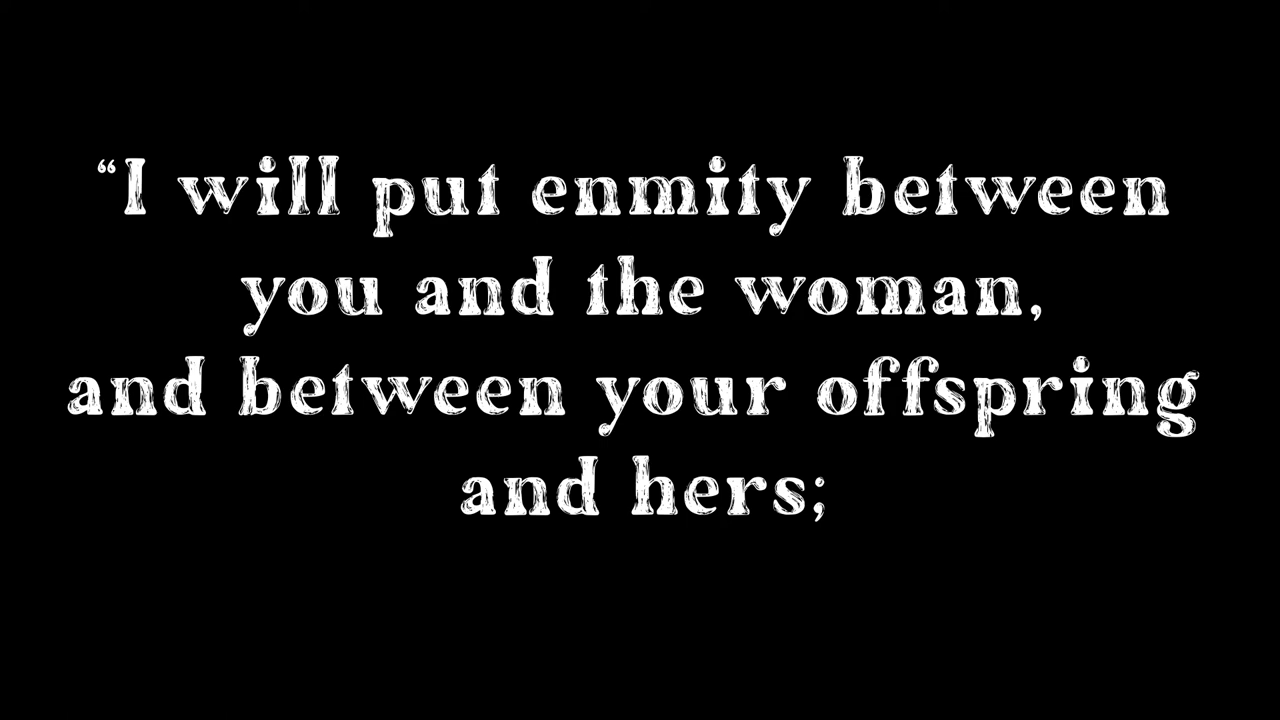 “I will put enmity between
you and the woman,
and between your offspring
and hers;